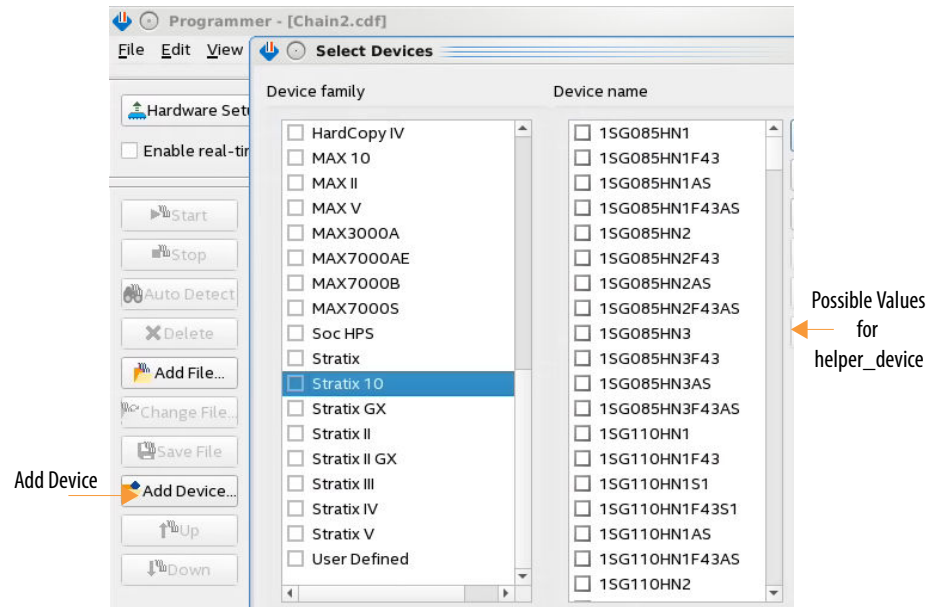 Programmer - [Chain2.cdf]
File Edit View
Select Devices
Hardware Setu
Enable real-tin
Start
Stop
Auto Detect
Delete
Add File...
Change File...
Save File
Add Device...
Up
Down
Add Device
Device family
HardCopy IV
MAX 10
MAX II
MAX V
MAX3000A
MAX7000AE
MAX7000B
MAX7000S
Soc HPS
Stratix
Stratix 10
Stratix GX
Stratix II
Stratix II GX
Stratix III
Stratix IV
Stratix V
User Defined
Device name
1SG085HN1
1SG085HN1F43
1SG085HN1AS
1SG085HN1F43AS
1SG085HN2
1SG085HN2F43
1SG085HN2AS
1SG085HN2F43AS
1SG085HN3
1SG085HN3F43
1SG085HN3AS
1SG085HN3F43AS
1SG110HN1
1SG110HN1F43
1SG110HN1S1
1SG110HN1F43S1
1SG110HN1AS
1SG110HN1F43AS
1SG110HN2
Possible Values
for
helper_device